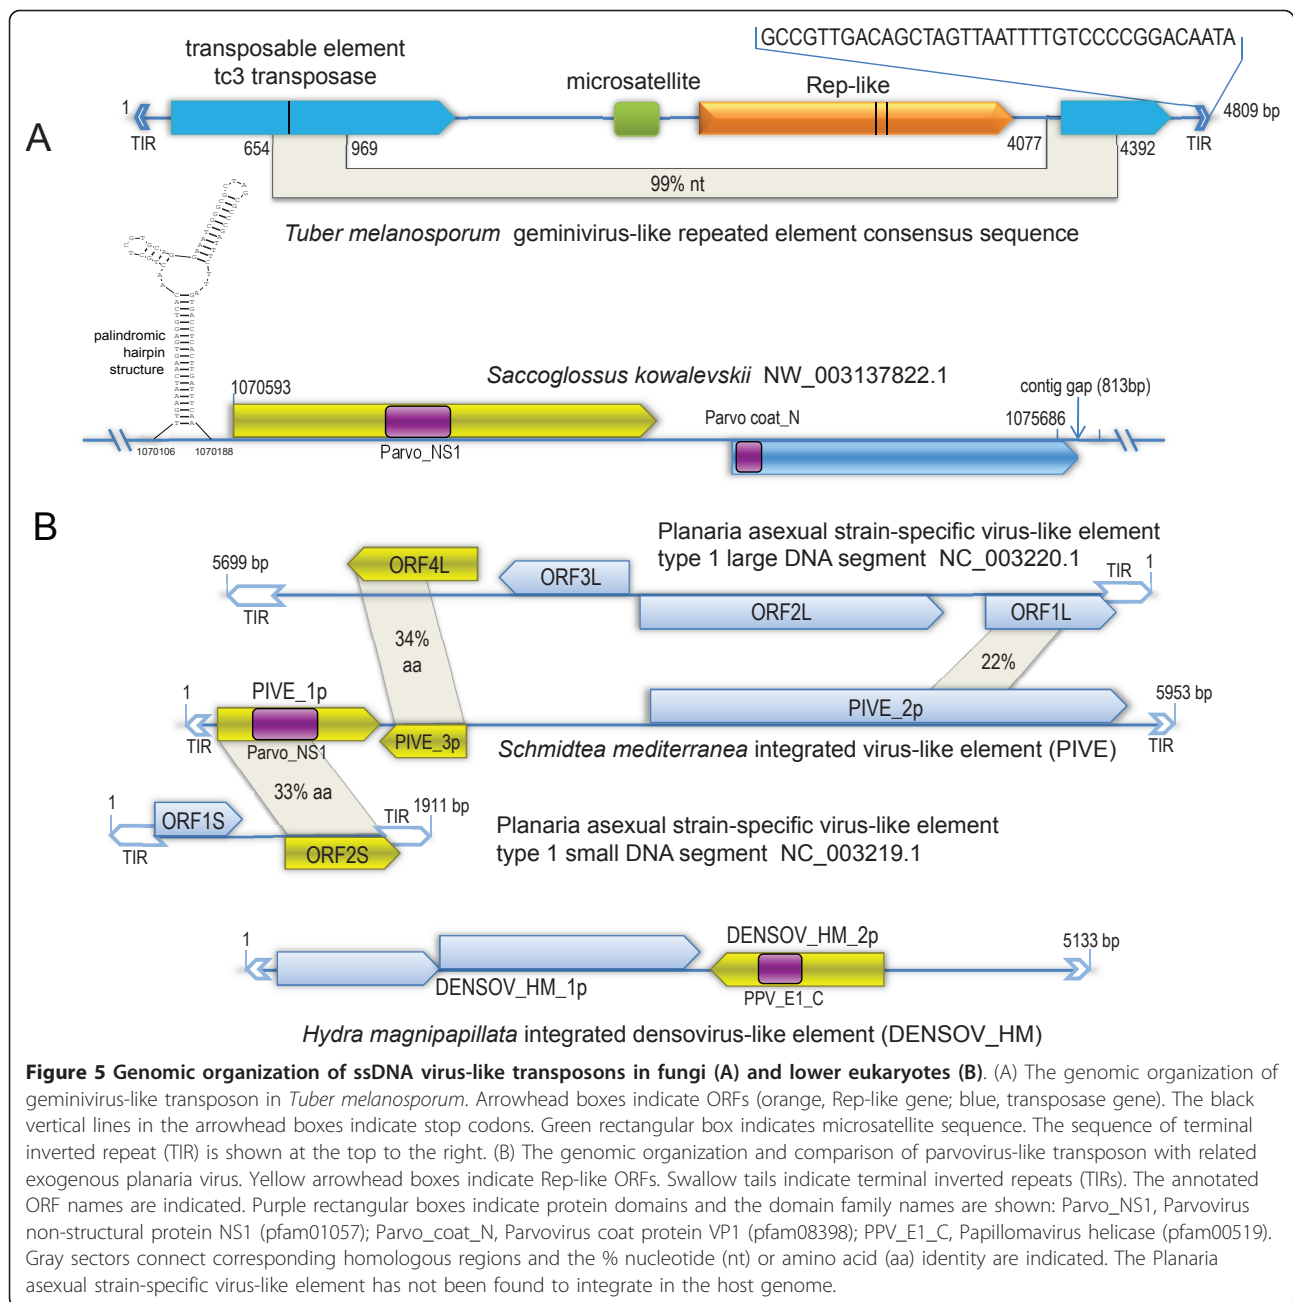 GCCGTTGACAGCTAGTTAATTTTGTCCCCGGACAATA
transposable element
tc3 transposase
microsatellite
Rep-like
1
4809 bp
A
TIR
654
969
4077
4392
TIR
99% nt
Tuber melanosporum geminivirus-like repeated element consensus sequence
palindromic
hairpin
structure
Saccoglossus kowalevskii NW_003137822.1
1070593
contig gap (813bp)
Parvo coat_N
1075686
1070106
1070188
Parvo_NS1
B
Planaria asexual strain-specific virus-like element
type 1 large DNA segment NC_003220.1
5699 bp
ORF4L
ORF3L
TIR
1
TIR
ORF2L
ORF1L
34%
aa
22%
1
PIVE_1p
5953 bp
PIVE_2p
TIR
Parvo_NS1
PIVE_3p
Schmidtea mediterranea integrated virus-like element (PIVE)
TIR
33% aa
1
ORF1S
TIR
1911 bp
TIR
ORF2S
Planaria asexual strain-specific virus-like element
type 1 small DNA segment NC_003219.1
1
DENSOV_HM_2p
5133 bp
DENSOV_HM_1p
PPV_E1_C
Hydra magnipapillata integrated densovirus-like element (DENSOV_HM)
Figure 5 Genomic organization of ssDNA virus-like transposons in fungi (A) and lower eukaryotes (B). (A) The genomic organization of
geminivirus-like transposon in Tuber melanosporum. Arrowhead boxes indicate ORFs (orange, Rep-like gene; blue, transposase gene). The black
vertical lines in the arrowhead boxes indicate stop codons. Green rectangular box indicates microsatellite sequence. The sequence of terminal
inverted repeat (TIR) is shown at the top to the right. (B) The genomic organization and comparison of parvovirus-like transposon with related
exogenous planaria virus. Yellow arrowhead boxes indicate Rep-like ORFs. Swallow tails indicate terminal inverted repeats (TIRs). The annotated
ORF names are indicated. Purple rectangular boxes indicate protein domains and the domain family names are shown: Parvo_NS1, Parvovirus
non-structural protein NS1 (pfam01057); Parvo_coat_N, Parvovirus coat protein VP1 (pfam08398); PPV_E1_C, Papillomavirus helicase (pfam00519).
Gray sectors connect corresponding homologous regions and the % nucleotide (nt) or amino acid (aa) identity are indicated. The Planaria
asexual strain-specific virus-like element has not been found to integrate in the host genome.